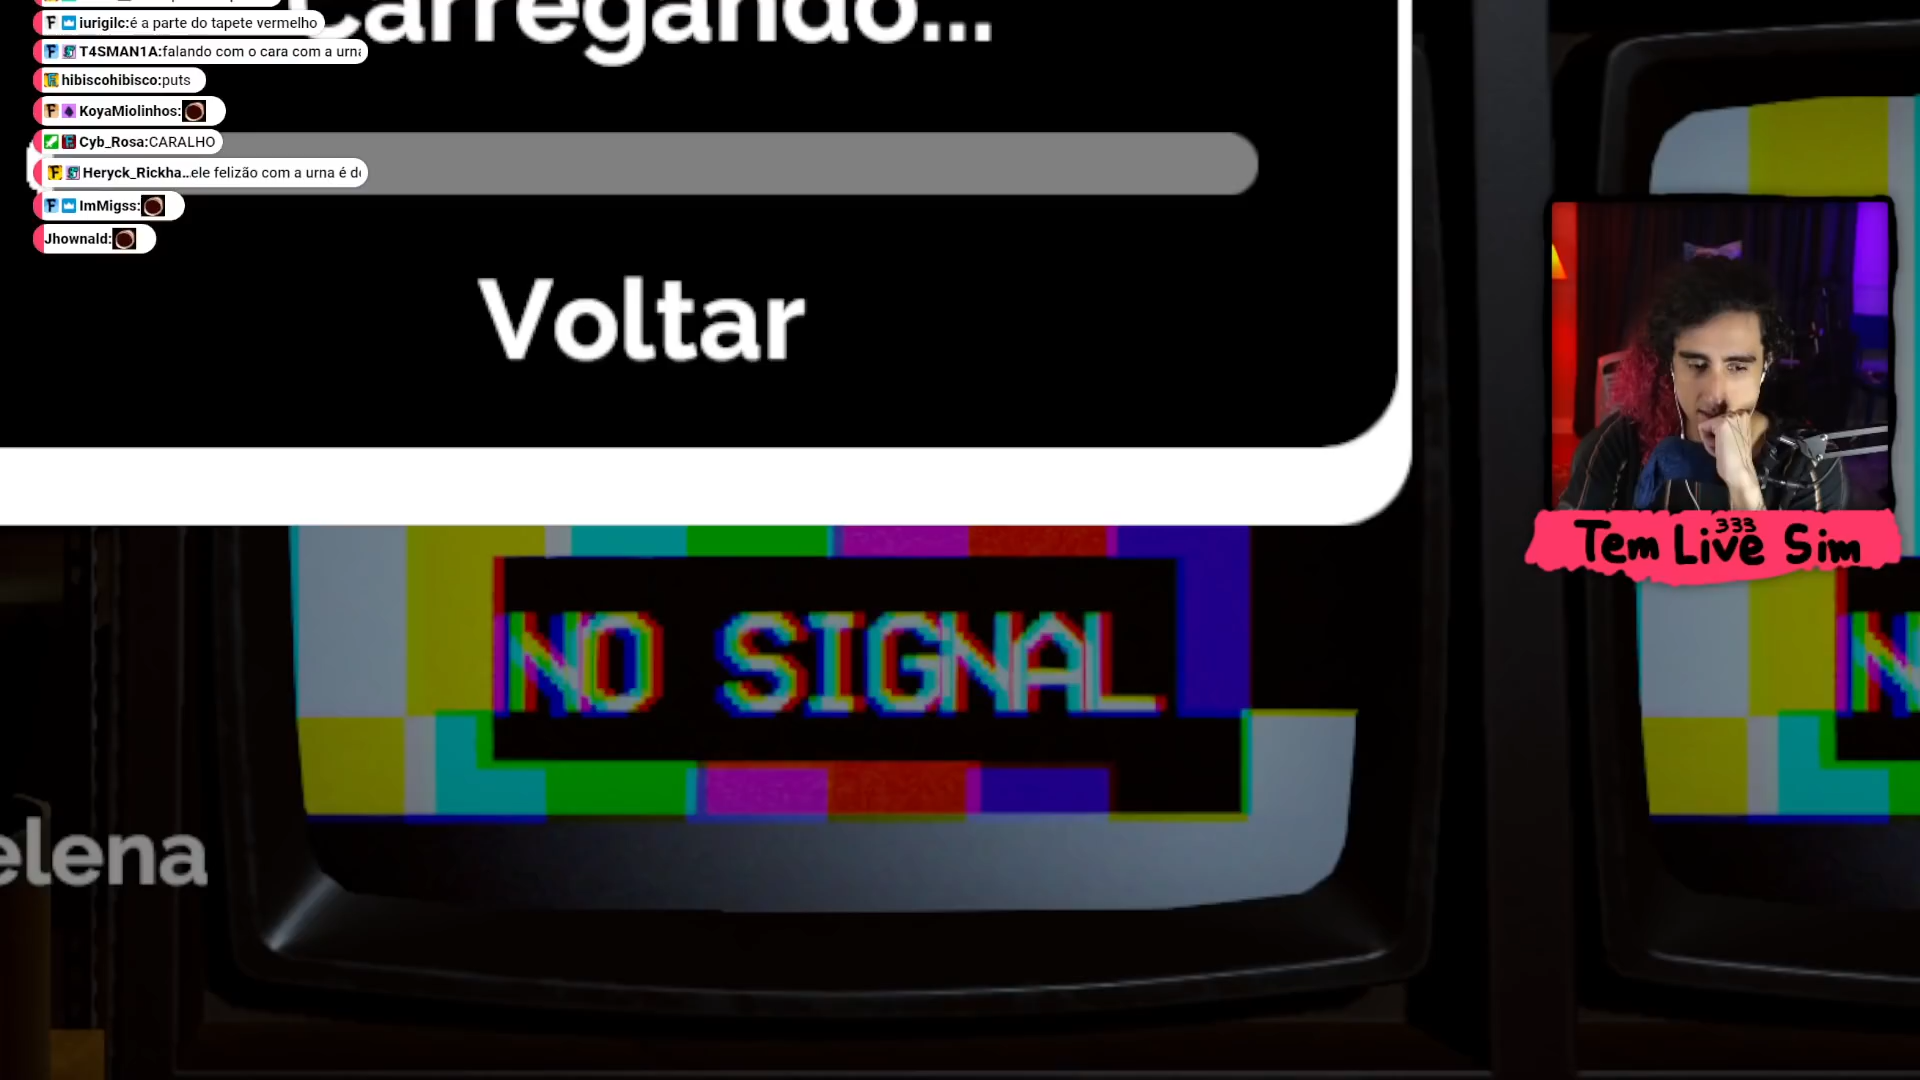 Carregando...
iurigilc:é a parte do tapete vermelho
T4SMAN1A:falando com o cara com a urna
hibiscohibisco:puts
KoyaMiolinhos:
Cyb_Rosa:CARALHO
Heryck_Rickha..ele felizão com a urna é d
ImMigss:
Jhownald:
Voltar
333
Tem Live Sim
NO SIGNAL
N
elena